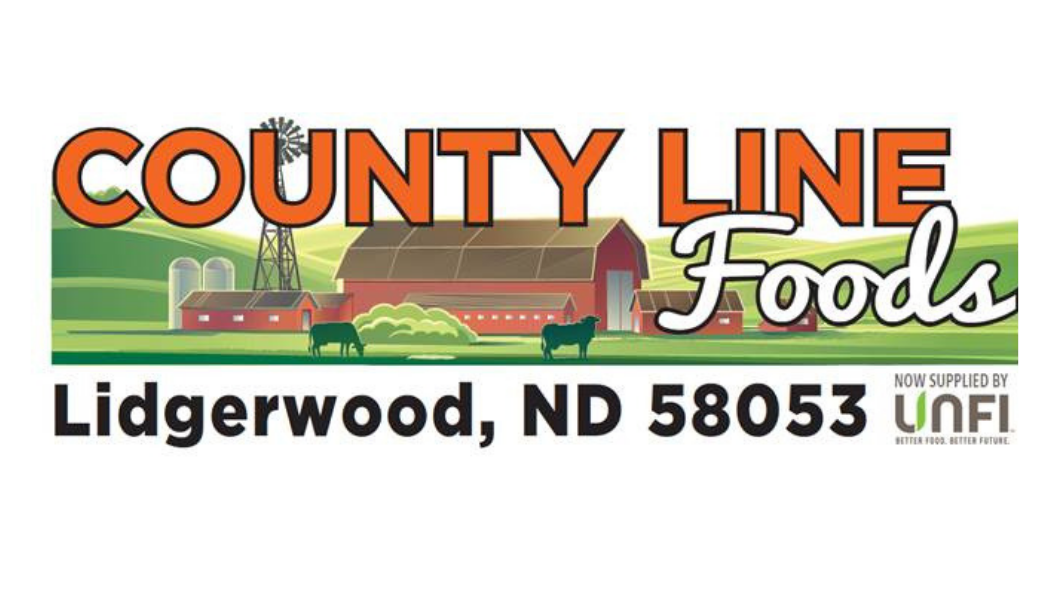 COUNTY LINE
Foods
Lidgerwood, ND 58053
NOW SUPPLIED BY
UNFI
BETTER FOOD. BETTER FUTURE.